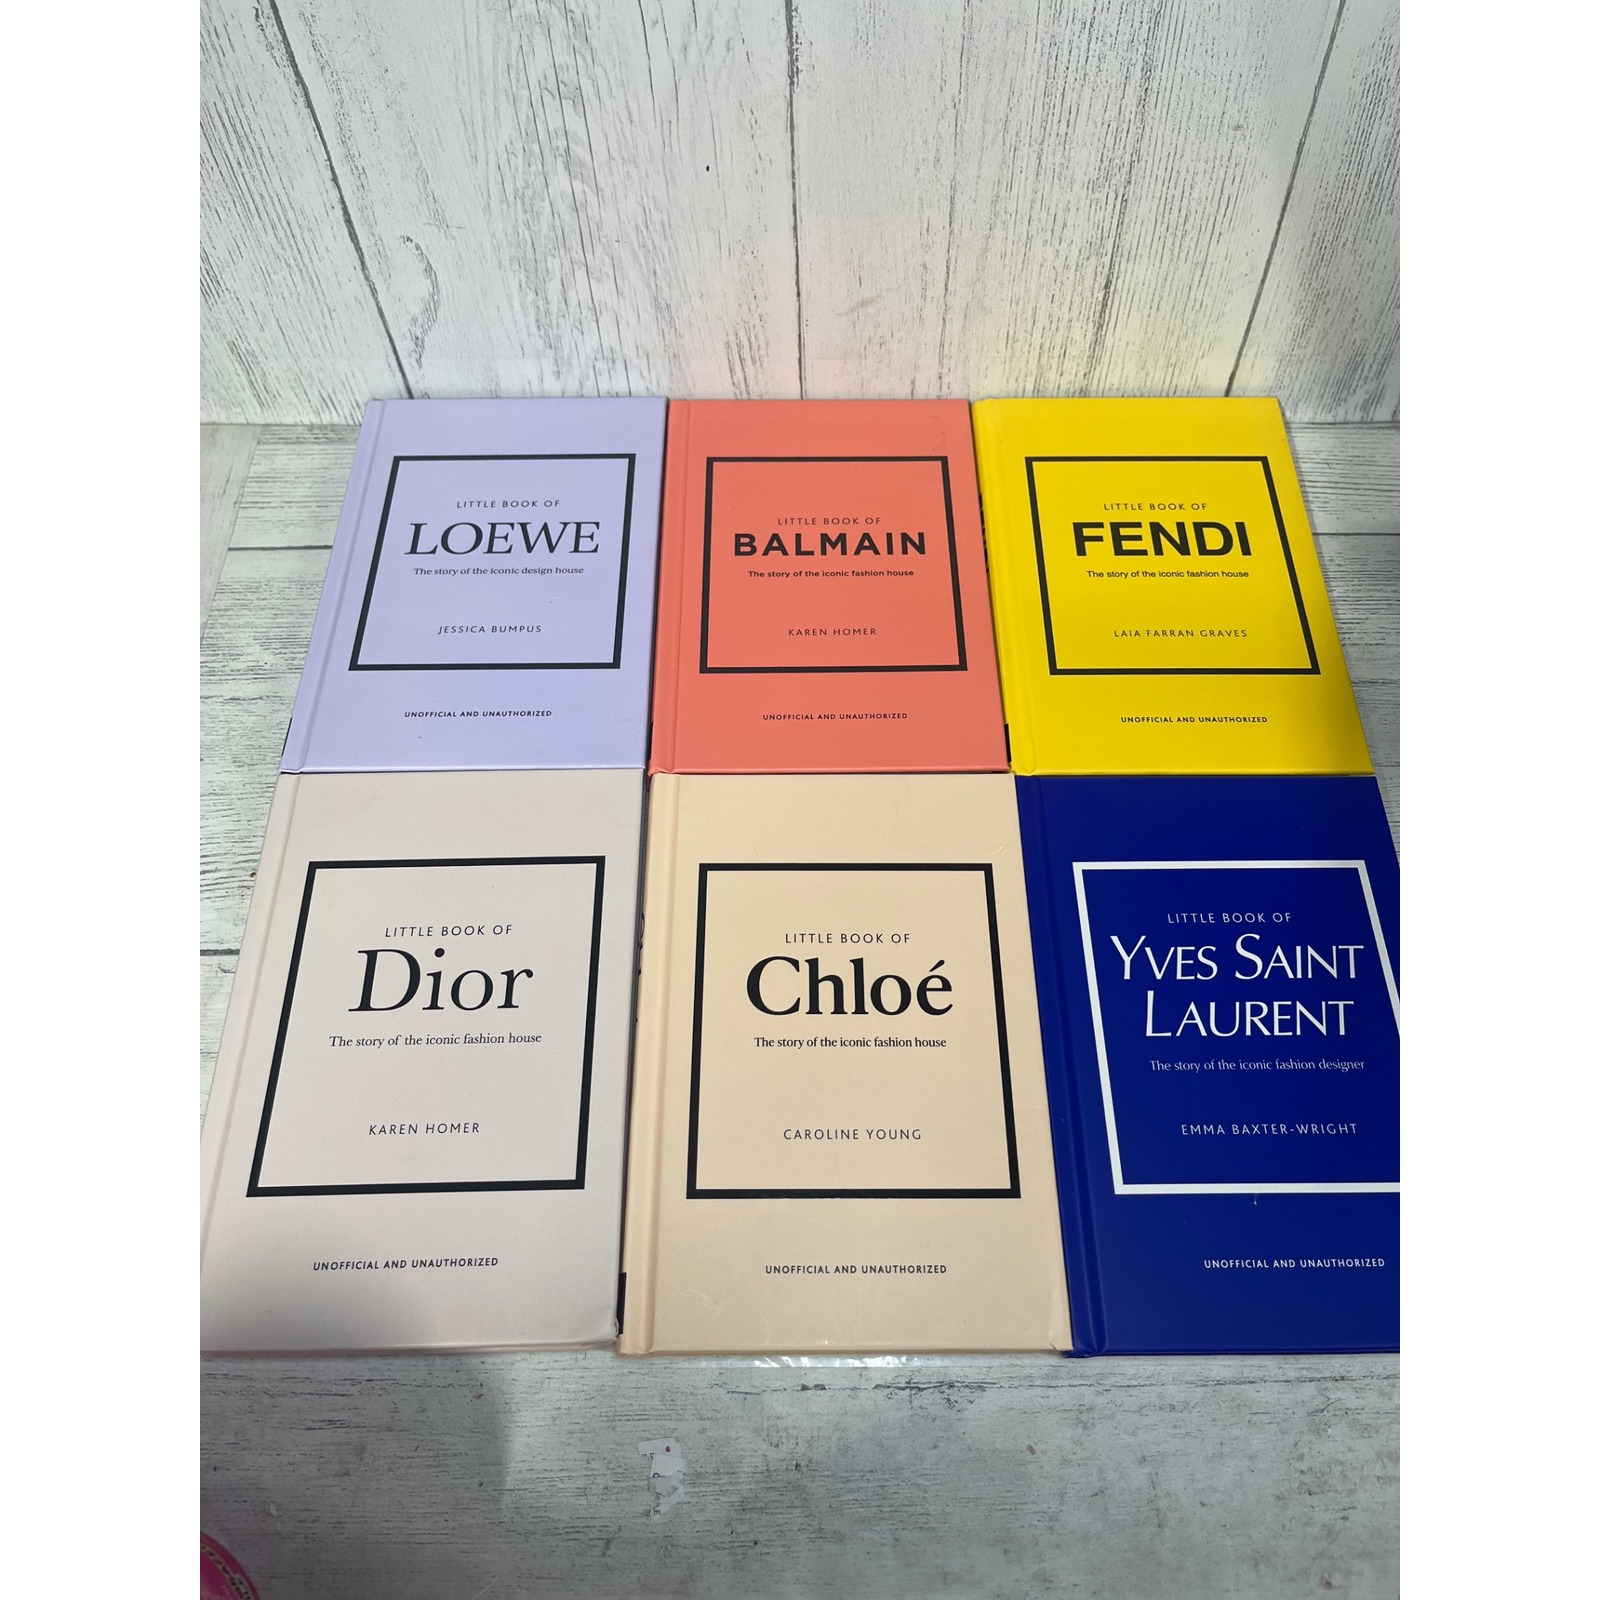 LITTLE BOOK OF
LOEWE
The story of the iconic design house
JESSICA BUMPUS
UNOFFICIAL AND UNAUTHORIZED
LITTLE BOOK OF
BALMAIN
The story of the iconic fashion house
KAREN HOMER
UNOFFICIAL AND UNAUTHORIZED
LITTLE BOOK OF
FENDI
The story of the iconic fashion house
LAIA FARRAN GRAVES
UNOFFICIAL AND UNAUTHORIZED
LITTLE BOOK OF
Dior
The story of the iconic fashion house
KAREN HOMER
UNOFFICIAL AND UNAUTHORIZED
LITTLE BOOK OF
Chloé
The story of the iconic fashion house
CAROLINE YOUNG
UNOFFICIAL AND UNAUTHORIZED
LITTLE BOOK OF
YVES SAINT
LAURENT
The story of the iconic fashion designer
EMMA BAXTER-WRIGHT
UNOFFICIAL AND UNAUTHORIZED